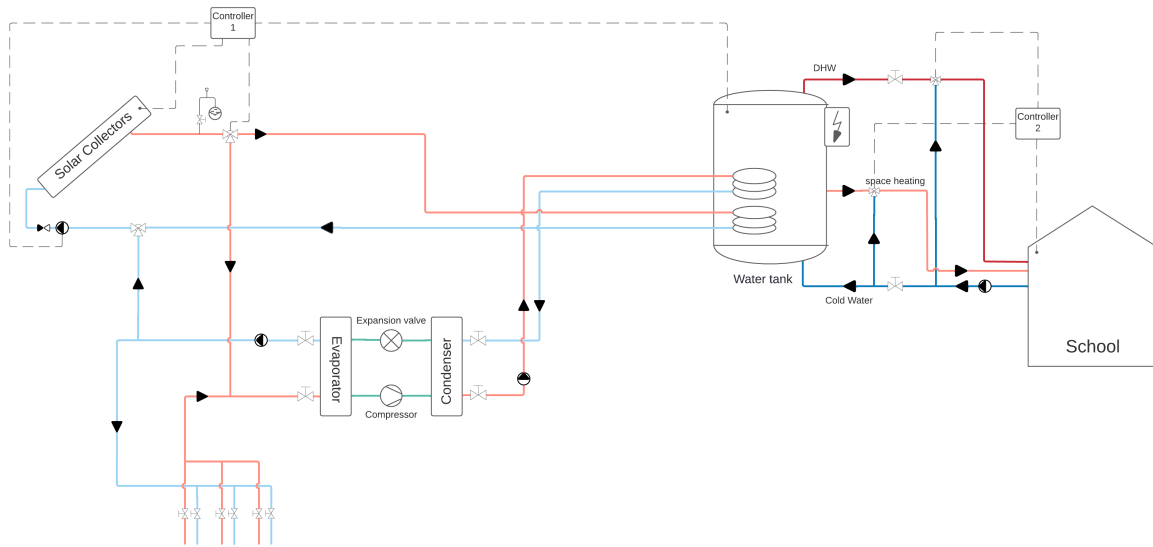 Controller
1
DHW
Controller
2
Solar Collectors
space heating
Water tank
Cold Water
Expansion valve
Evaporator
Condenser
Compressor
School